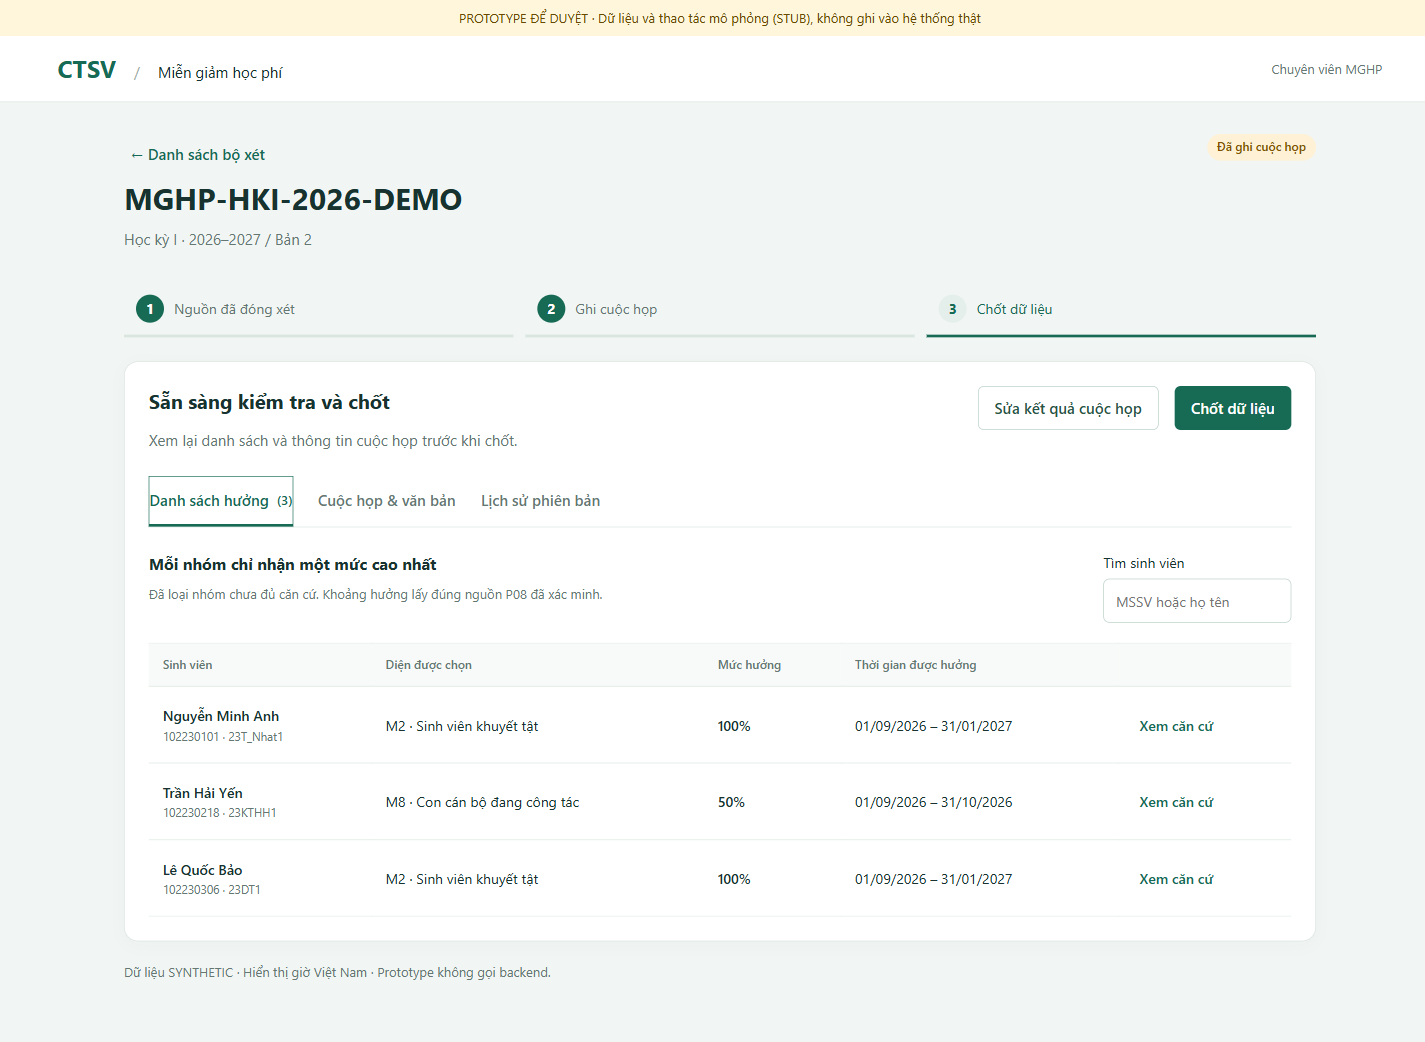 PROTOTYPE ĐỂ DUYỆT · Dữ liệu và thao tác mô phỏng (STUB), không ghi vào hệ thống thật
CTSV / Miễn giảm học phí
Chuyên viên MGHP
← Danh sách bộ xét
Đã ghi cuộc họp
MGHP-HKI-2026-DEMO
Học kỳ I · 2026–2027 / Bản 2
1 Nguồn đã đóng xét
2 Ghi cuộc họp
3 Chốt dữ liệu
Sẵn sàng kiểm tra và chốt
Sửa kết quả cuộc họp
Chốt dữ liệu
Xem lại danh sách và thông tin cuộc họp trước khi chốt.
Danh sách hưởng (3)
Cuộc họp & văn bản
Lịch sử phiên bản
Mỗi nhóm chỉ nhận một mức cao nhất
Đã loại nhóm chưa đủ căn cứ. Khoảng hưởng lấy đúng nguồn P08 đã xác minh.
Tìm sinh viên
MSSV hoặc họ tên
Sinh viên Diện được chọn Mức hưởng Thời gian được hưởng
Nguyễn Minh Anh
102230101 · 23T_Nhat1
M2 · Sinh viên khuyết tật 100% 01/09/2026 – 31/01/2027 Xem căn cứ
Trần Hải Yến
102230218 · 23KTHH1
M8 · Con cán bộ đang công tác 50% 01/09/2026 – 31/10/2026 Xem căn cứ
Lê Quốc Bảo
102230306 · 23DT1
M2 · Sinh viên khuyết tật 100% 01/09/2026 – 31/01/2027 Xem căn cứ
Dữ liệu SYNTHETIC · Hiển thị giờ Việt Nam · Prototype không gọi backend.